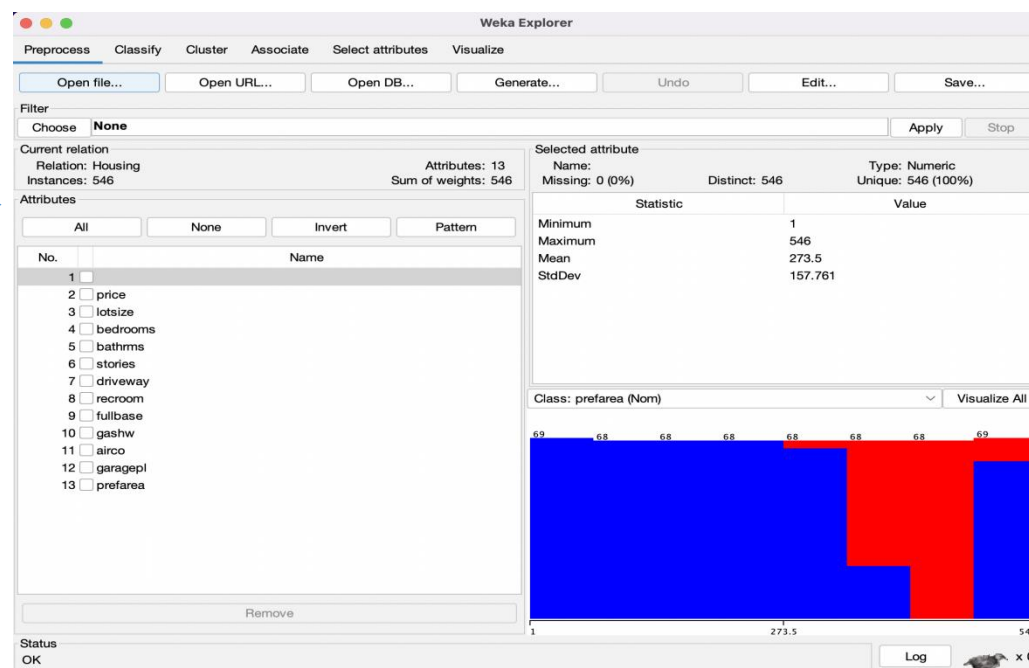 Weka Explorer
Preprocess Classify Cluster Associate Select attributes Visualize
Open file... Open URL... Open DB... Generate... Undo Edit... Save...
Filter
Choose None Apply Stop
Current relation
Relation: Housing Attributes: 13
Instances: 546 Sum of weights: 546
Attributes
All None Invert Pattern
No. Name
1
2 price
3 lotsize
4 bedrooms
5 bathrms
6 stories
7 driveway
8 recroom
9 fullbase
10 gashw
11 airco
12 garagepl
13 prefarea
Remove
Selected attribute
Name: Type: Numeric
Missing: 0 (0%) Distinct: 546 Unique: 546 (100%)
Statistic Value
Minimum 1
Maximum 546
Mean 273.5
StdDev 157.761
Class: prefarea (Nom) Visualize All
69 68 68 68 68 68 68 69
1 273.5
Status
OK
Log x